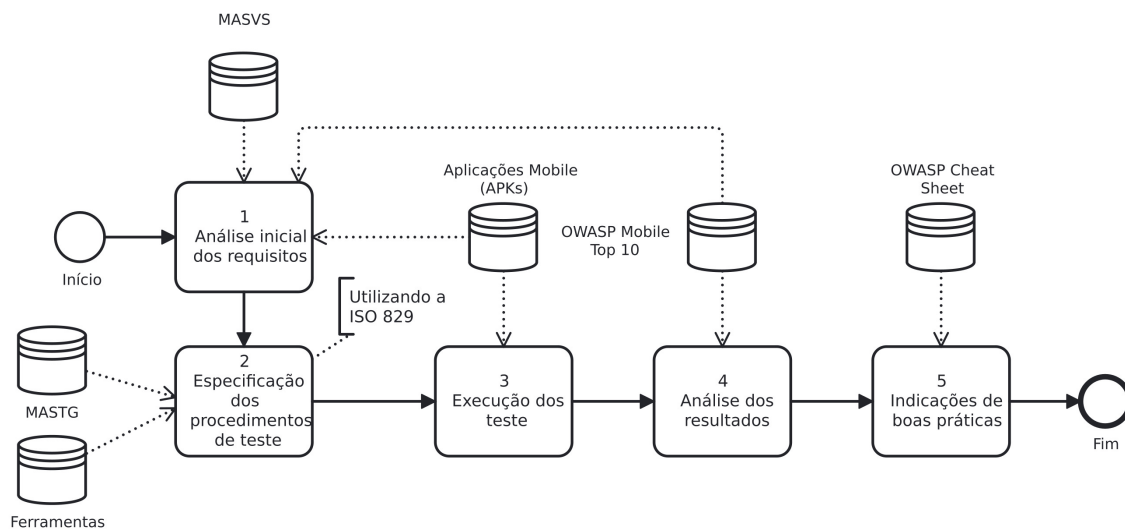 MASVS
Aplicações Mobile
(APKs)
OWASP Cheat
Sheet
1
Análise inicial
dos requisitos
OWASP Mobile
Top 10
Início
Utilizando a
ISO 829
MASTG
Ferramentas
2
Especificação
dos
procedimentos
de teste
3
Execução dos
teste
4
Análise dos
resultados
5
Indicações de
boas práticas
Fim